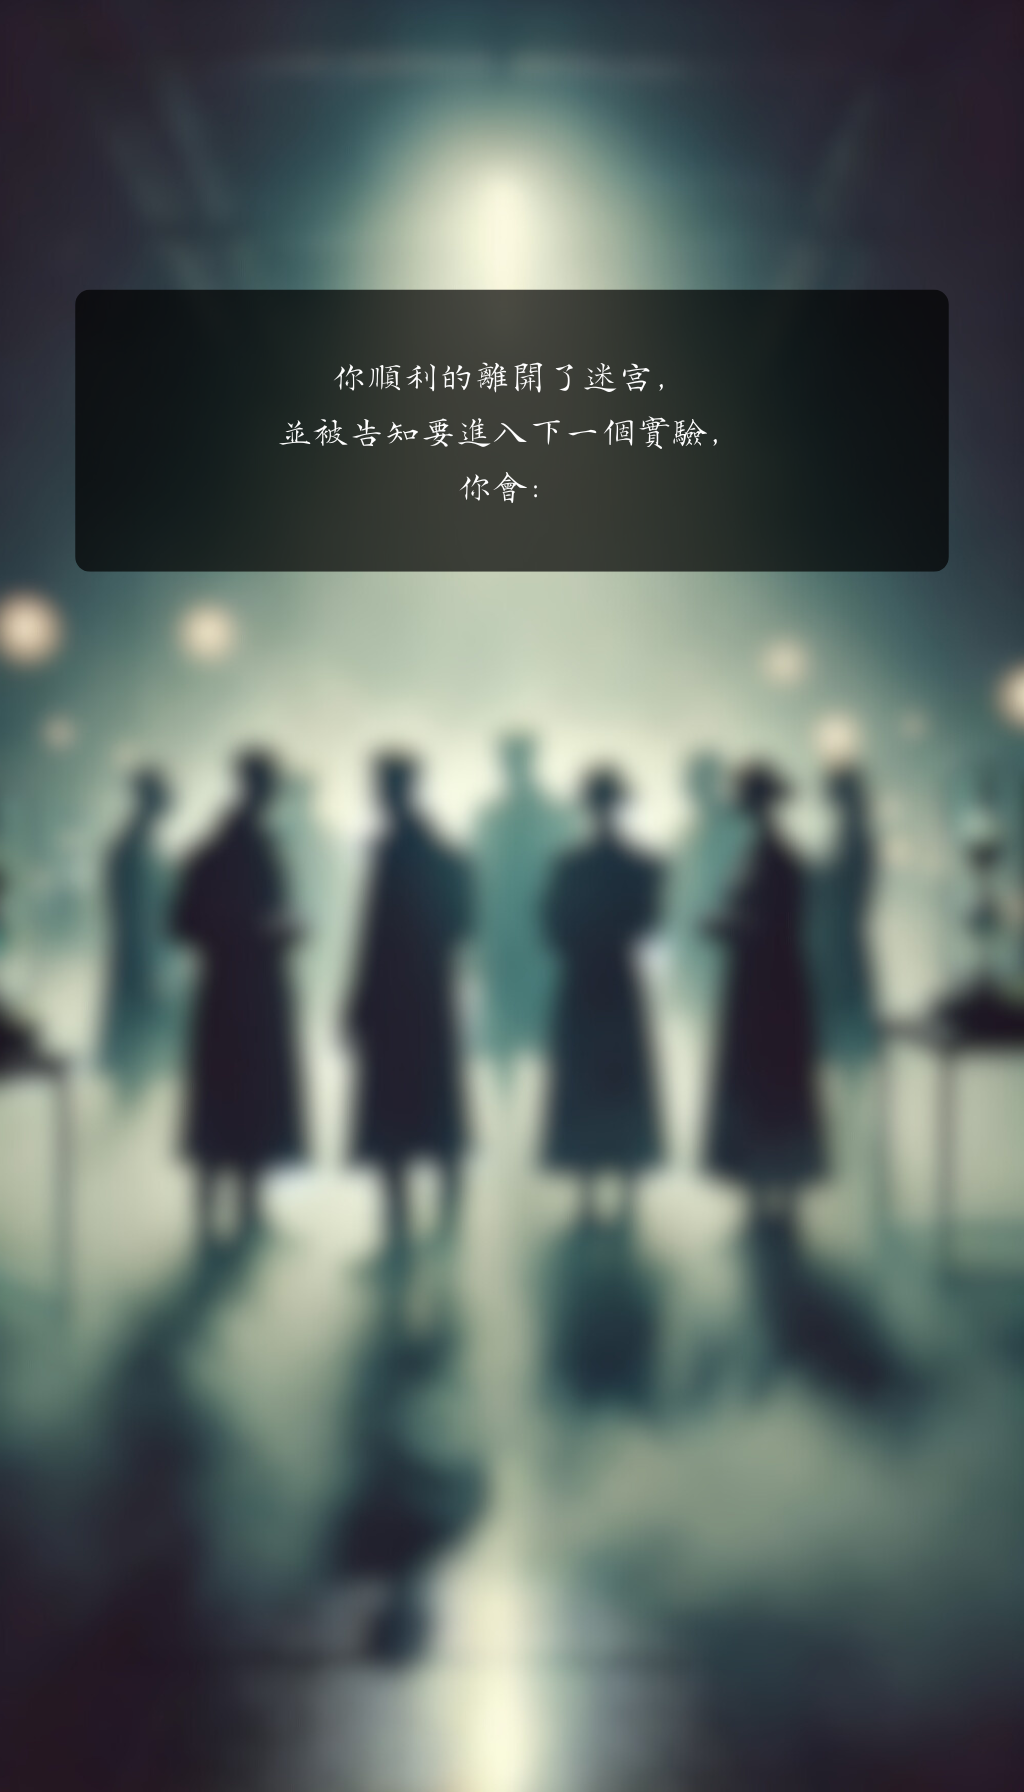 你順利的離開了迷宮，
並被告知要進入下一個實驗，
你會：